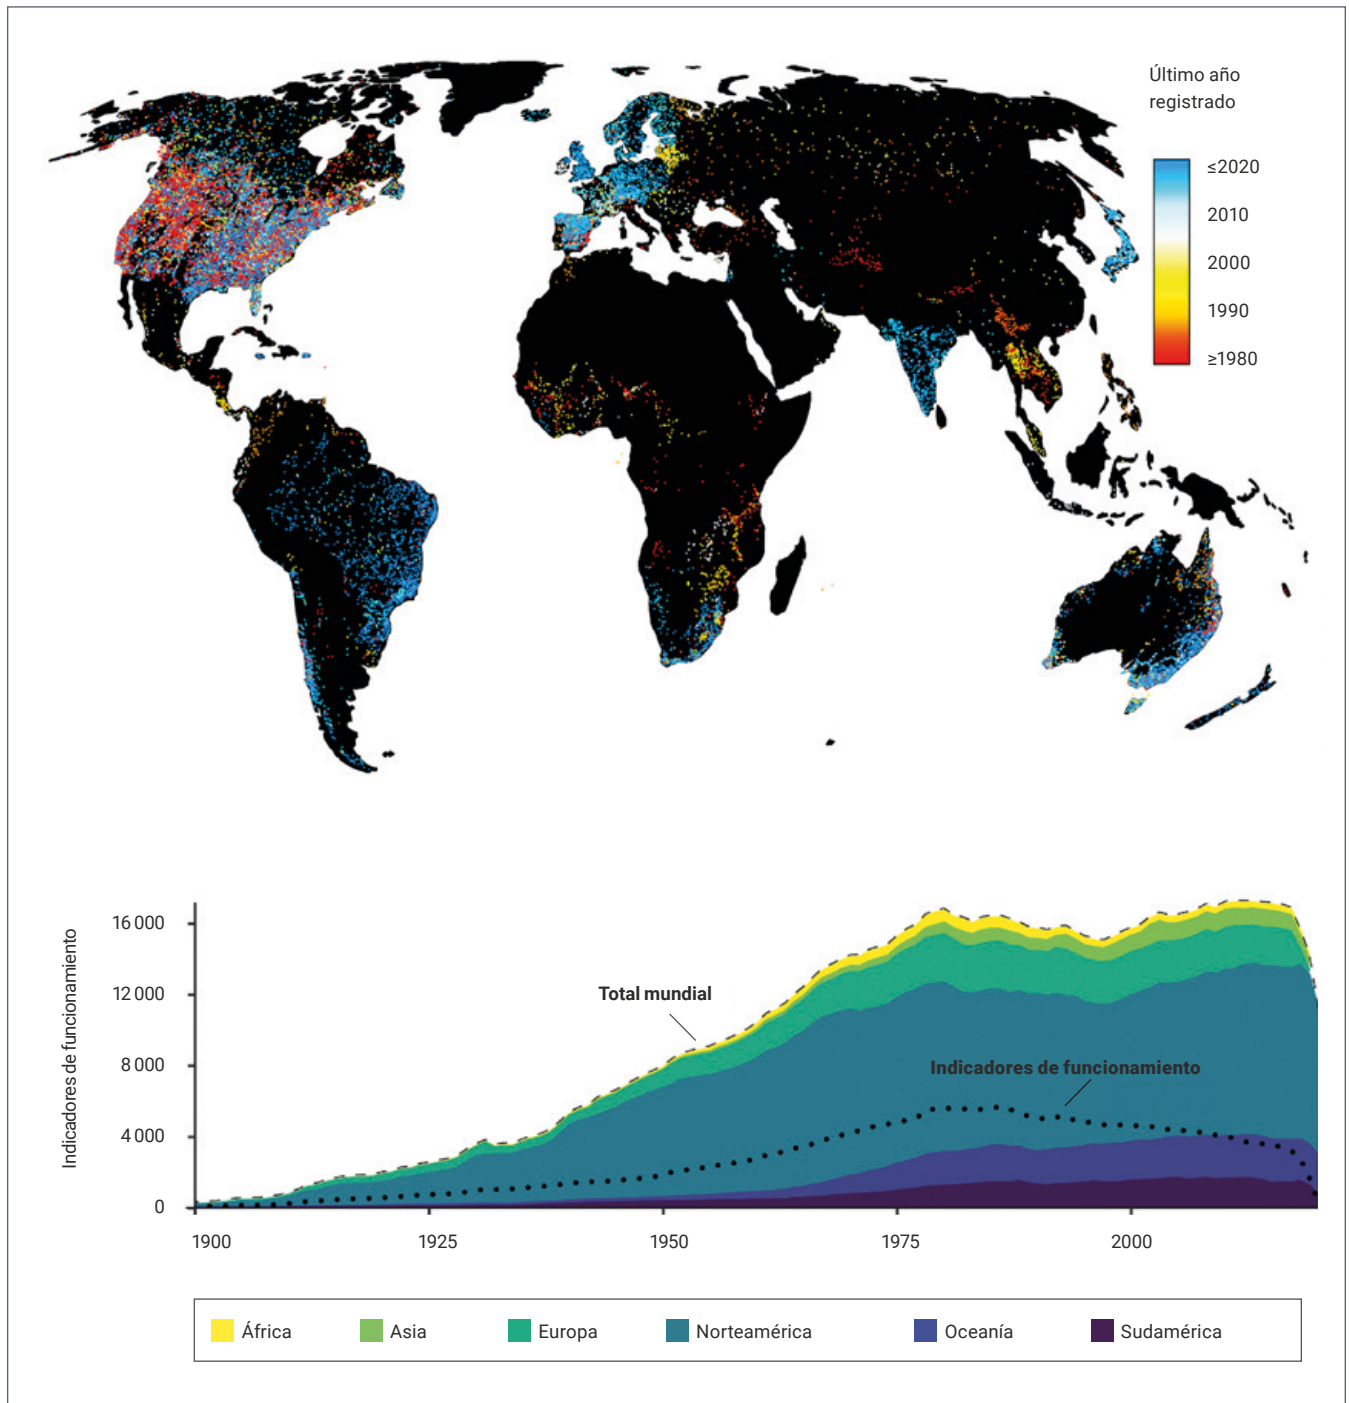 Último año
registrado
≤2020
2010
2000
1990
≥1980
Indicadores de funcionamiento
16 000
12 000
8 000
4 000
0
Total mundial
Indicadores de funcionamiento
1900
1925
1950
1975
2000
África
Asia
Europa
Norteamérica
Oceanía
Sudamérica